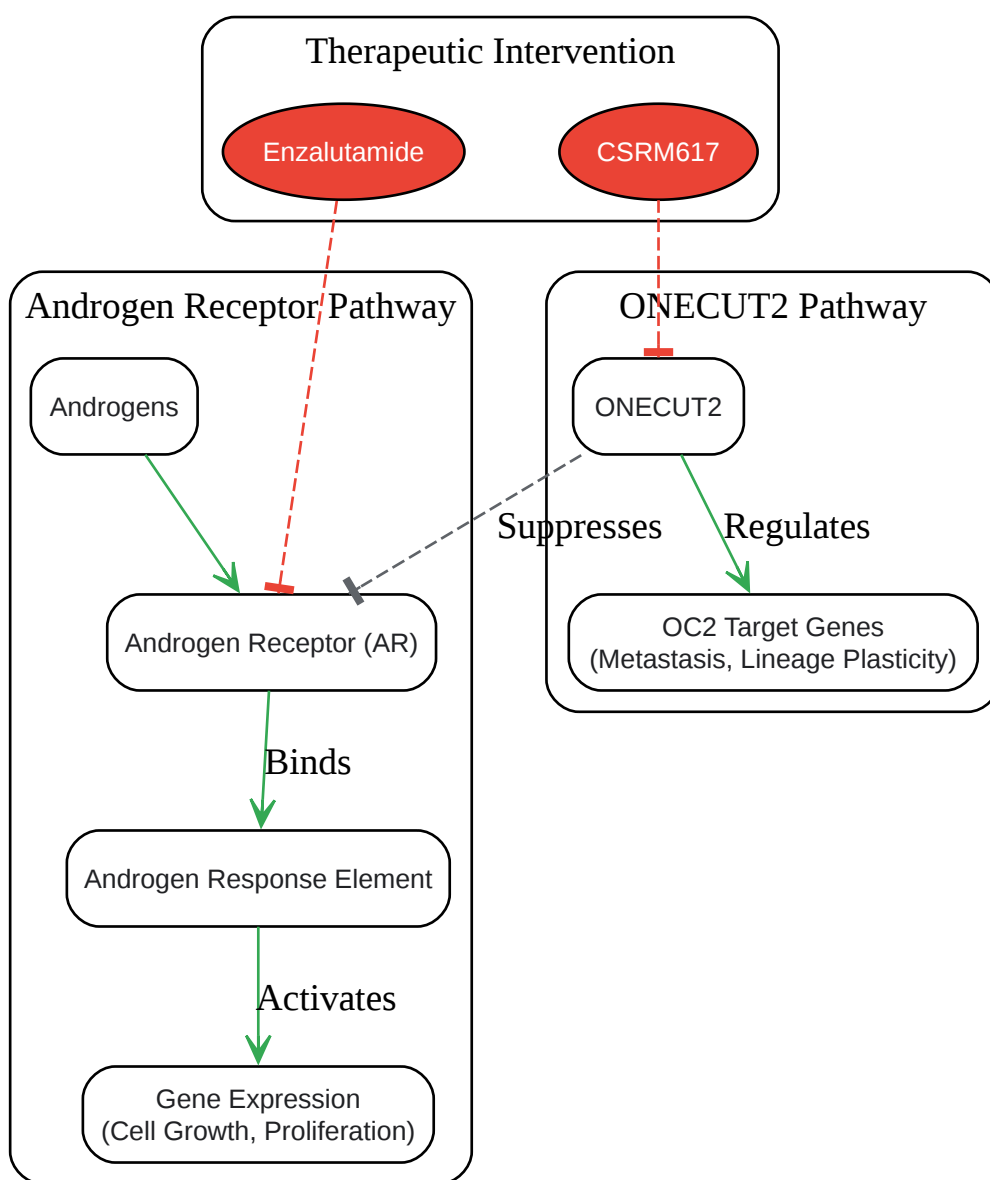 Therapeutic Intervention
Enzalutamide
CSRM617
Androgen Receptor Pathway
ONECUT2 Pathway
Androgens
ONECUT2
Suppresses
Regulates
Androgen Receptor (AR)
OC2 Target Genes
(Metastasis, Lineage Plasticity)
Binds
Androgen Response Element
Activates
Gene Expression
(Cell Growth, Proliferation)